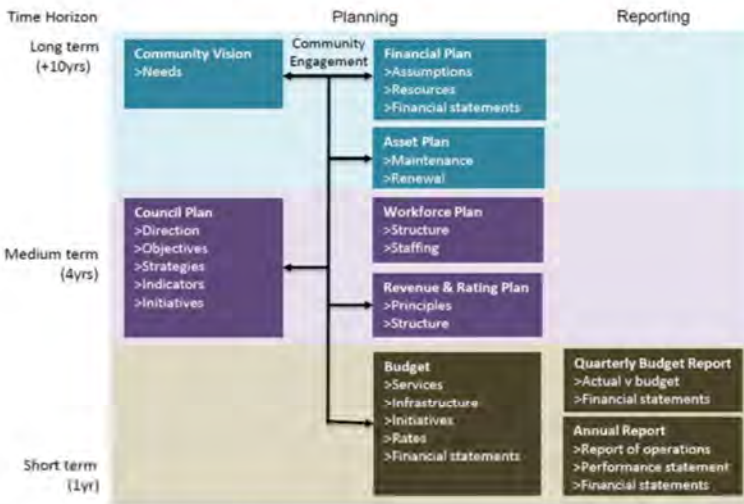 Time Horizon
Planning
Reporting
Long term
(+10yrs)
Community Vision
>Needs
Community
Engagement
Financial Plan
>Assumptions
>Resources
>Financial statements
Asset Plan
>Maintenance
>Renewal
Medium term
(4yrs)
Council Plan
>Direction
>Objectives
>Strategies
>Indicators
>Initiatives
Workforce Plan
>Structure
>Staffing
Revenue & Rating Plan
>Principles
>Structure
Short term
(1yr)
Budget
>Services
>Infrastructure
>Initiatives
>Rates
>Financial statements
Quarterly Budget Report
>Actual v budget
>Financial statements
Annual Report
>Report of operations
>Performance statement
>Financial statements